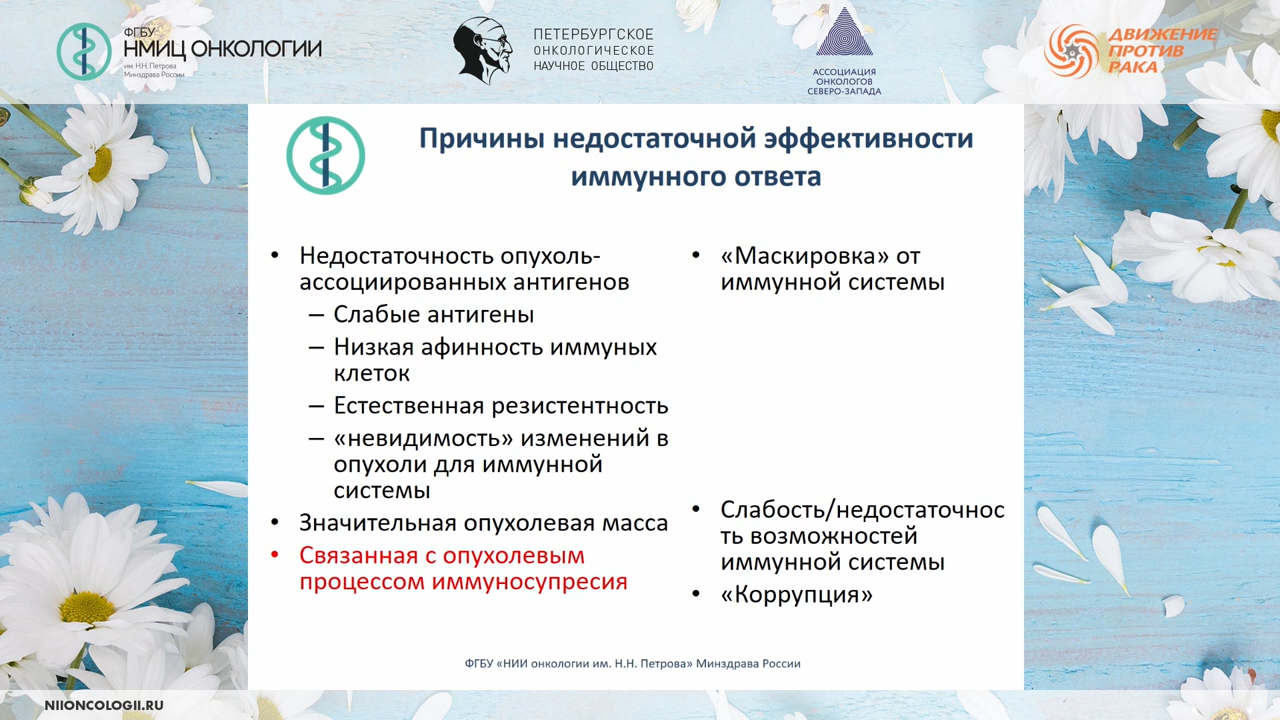 ФГБУ
НМИЦ ОНКОЛОГИИ
им. Н.Н. Петрова
Минздрава России
ПЕТЕРБУРГСКОЕ
ОНКОЛОГИЧЕСКОЕ
НАУЧНОЕ ОБЩЕСТВО
АССОЦИАЦИЯ
ОНКОЛОГОВ
СЕВЕРО-ЗАПАДА
ДВИЖЕНИЕ
ПРОТИВ
РАКА
Причины недостаточной эффективности
иммунного ответа
• Недостаточность опухоль-
ассоциированных антигенов
– Слабые антигены
– Низкая афинность иммуных
клеток
– Естественная резистентность
– «невидимость» изменений в
опухоли для иммунной
системы
• Значительная опухолевая масса
• Связанная с опухолевым
процессом иммуносупресия
• «Маскировка» от
иммунной системы
• Слабость/недостаточнос
ть возможностей
иммунной системы
• «Коррупция»
ФГБУ «НИИ онкологии им. Н.Н. Петрова» Минздрава России
NIIONCOLOGII.RU